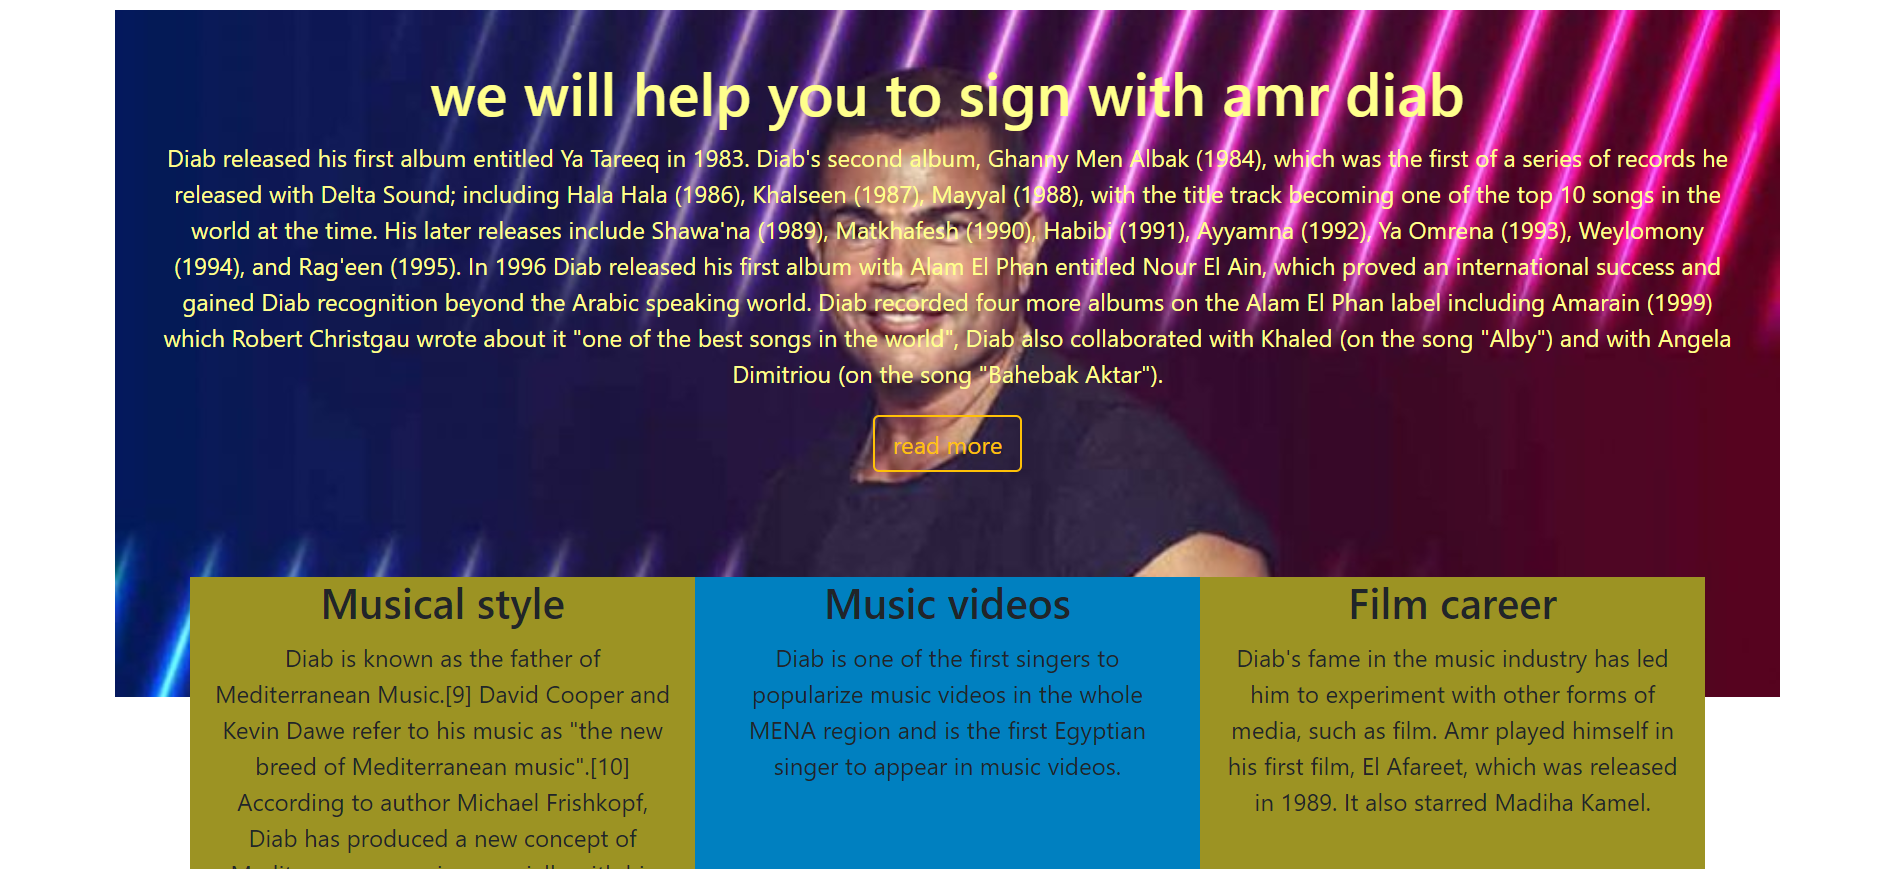 we will help you to sign with amr diab
Diab released his first album entitled Ya Tareeq in 1983. Diab's second album, Ghanny Men Albak (1984), which was the first of a series of records he
released with Delta Sound; including Hala Hala (1986), Khalseen (1987), Mayyal (1988), with the title track becoming one of the top 10 songs in the
world at the time. His later releases include Shawa'na (1989), Matkhafesh (1990), Habibi (1991), Ayyamna (1992), Ya Omrena (1993), Weylomony
(1994), and Rag'een (1995). In 1996 Diab released his first album with Alam El Phan entitled Nour El Ain, which proved an international success and
gained Diab recognition beyond the Arabic speaking world. Diab recorded four more albums on the Alam El Phan label including Amarain (1999)
which Robert Christgau wrote about it "one of the best songs in the world", Diab also collaborated with Khaled (on the song "Alby") and with Angela
Dimitriou (on the song "Bahebak Aktar").
read more
Musical style
Diab is known as the father of
Mediterranean Music.[9] David Cooper and
Kevin Dawe refer to his music as "the new
breed of Mediterranean music".[10]
According to author Michael Frishkopf,
Diab has produced a new concept of
Music videos
Diab is one of the first singers to
popularize music videos in the whole
MENA region and is the first Egyptian
singer to appear in music videos.
Film career
Diab's fame in the music industry has led
him to experiment with other forms of
media, such as film. Amr played himself in
his first film, El Afareet, which was released
in 1989. It also starred Madiha Kamel.